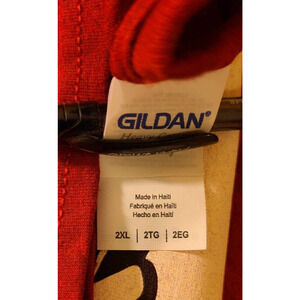 GILDAN®
Made in Haiti
Fabriqué en Haïti
Hecho en Haití
2XL | 2TG | 2EG